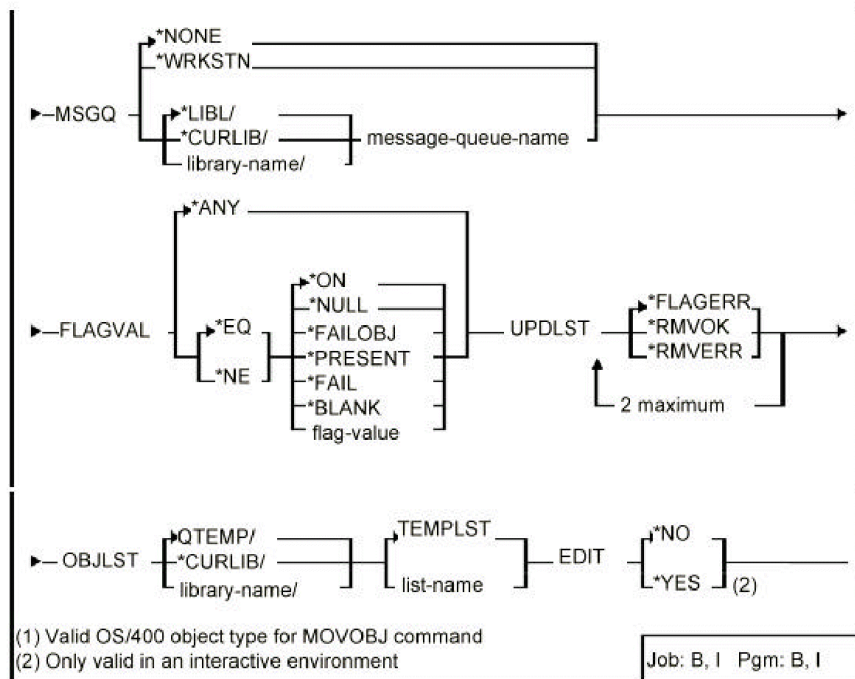 *NONE
*WRKSTN
MSGQ
*LIBL/
*CURLIB/
library-name/
message-queue-name
*ANY
*ON
*NULL
FLAGVAL
*EQ
*NE
*FAILOBJ
*PRESENT
*FAIL
*BLANK
flag-value
UPDLST
*FLAGERR
*RMVOK
*RMVERR
2 maximum
OBJLST
QTEMP/
*CURLIB/
library-name/
TEMPLST
list-name
EDIT
*NO
*YES (2)
(1) Valid OS/400 object type for MOVOBJ command
(2) Only valid in an interactive environment
Job: B, I Pgm: B, I